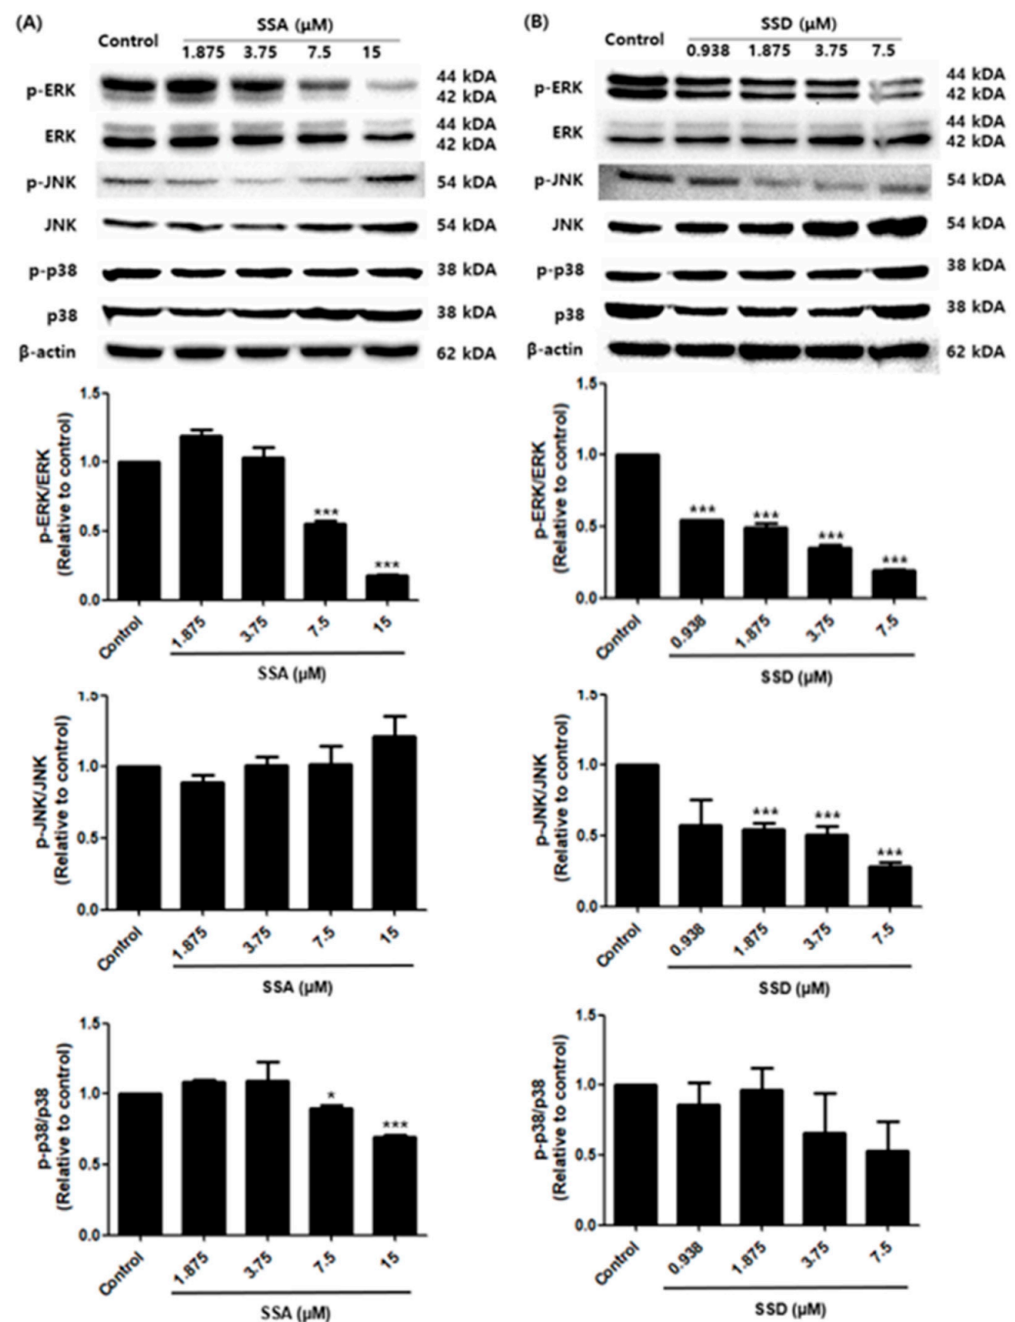 (A)
Control
SSA (μM)
1.875 3.75 7.5 15
p-ERK
44 kDA
42 kDA
ERK
44 kDA
42 kDA
p-JNK
54 kDA
JNK
54 kDA
p-p38
38 kDA
p38
38 kDA
β-actin
62 kDA
1.5
1.0
0.5
0.0
p-ERK/ERK
(Relative to control)
***
***
Control
1.875
3.75
7.5
15
SSA (μM)
1.5
1.0
0.5
0.0
p-JNK/JNK
(Relative to control)
Control
1.875
3.75
7.5
15
SSA (μM)
1.5
1.0
0.5
0.0
p-p38/p38
(Relative to control)
*
***
Control
1.875
3.75
7.5
15
SSA (μM)
(B)
Control
SSD (μM)
0.938 1.875 3.75 7.5
p-ERK
44 kDA
42 kDA
ERK
44 kDA
42 kDA
p-JNK
54 kDA
JNK
54 kDA
p-p38
38 kDA
p38
38 kDA
β-actin
62 kDA
1.5
1.0
0.5
0.0
p-ERK/ERK
(Relative to control)
***
***
***
***
Control
0.938
1.875
3.75
7.5
SSD (μM)
1.5
1.0
0.5
0.0
p-JNK/JNK
(Relative to control)
***
***
***
Control
0.938
1.875
3.75
7.5
SSD (μM)
1.5
1.0
0.5
0.0
p-p38/p38
(Relative to control)
Control
0.938
1.875
3.75
7.5
SSD (μM)